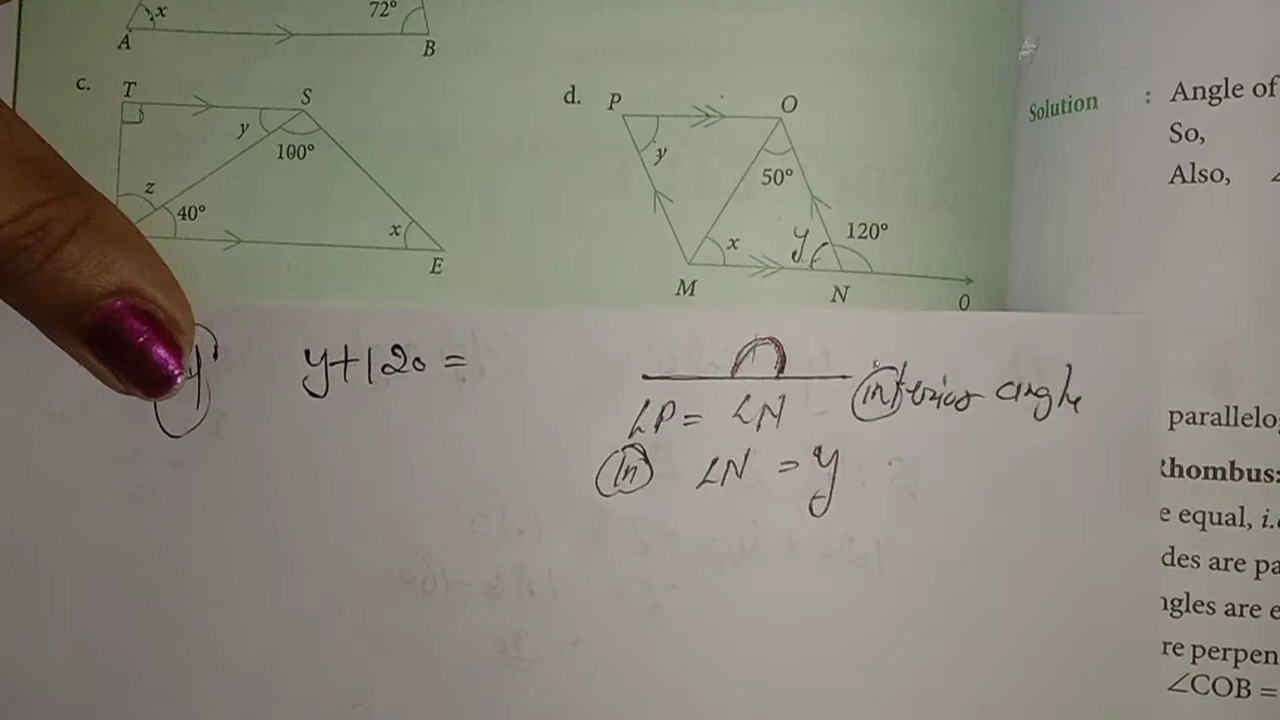 x
72°
A
B
c.
T
S
y
100°
z
40°
x
E
d.
P
O
y
50°
x
y
120°
M
N
0
Solution : Angle of
So,
Also,
y
y+120 =
∠P = ∠N
interior angle
In ∠N = y
parallelo
Rhombus:
e equal, i.
des are pa
ngles are e
re perpen
∠COB =